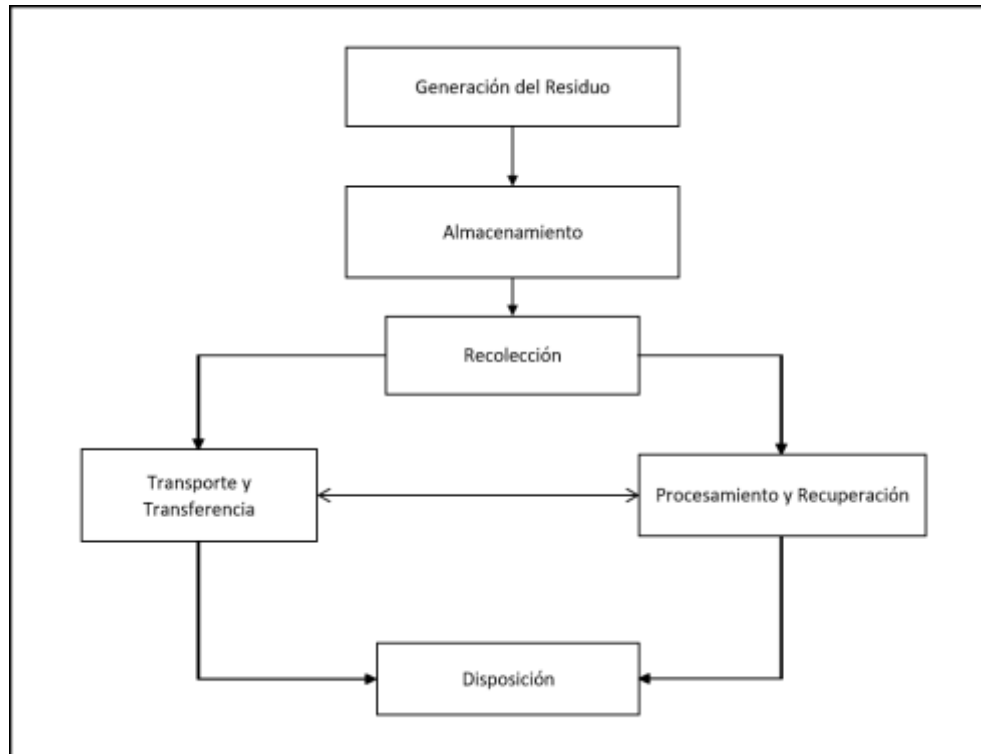 Generación del Residuo
Almacenamiento
Recolección
Transporte y
Transferencia
Procesamiento y Recuperación
Disposición